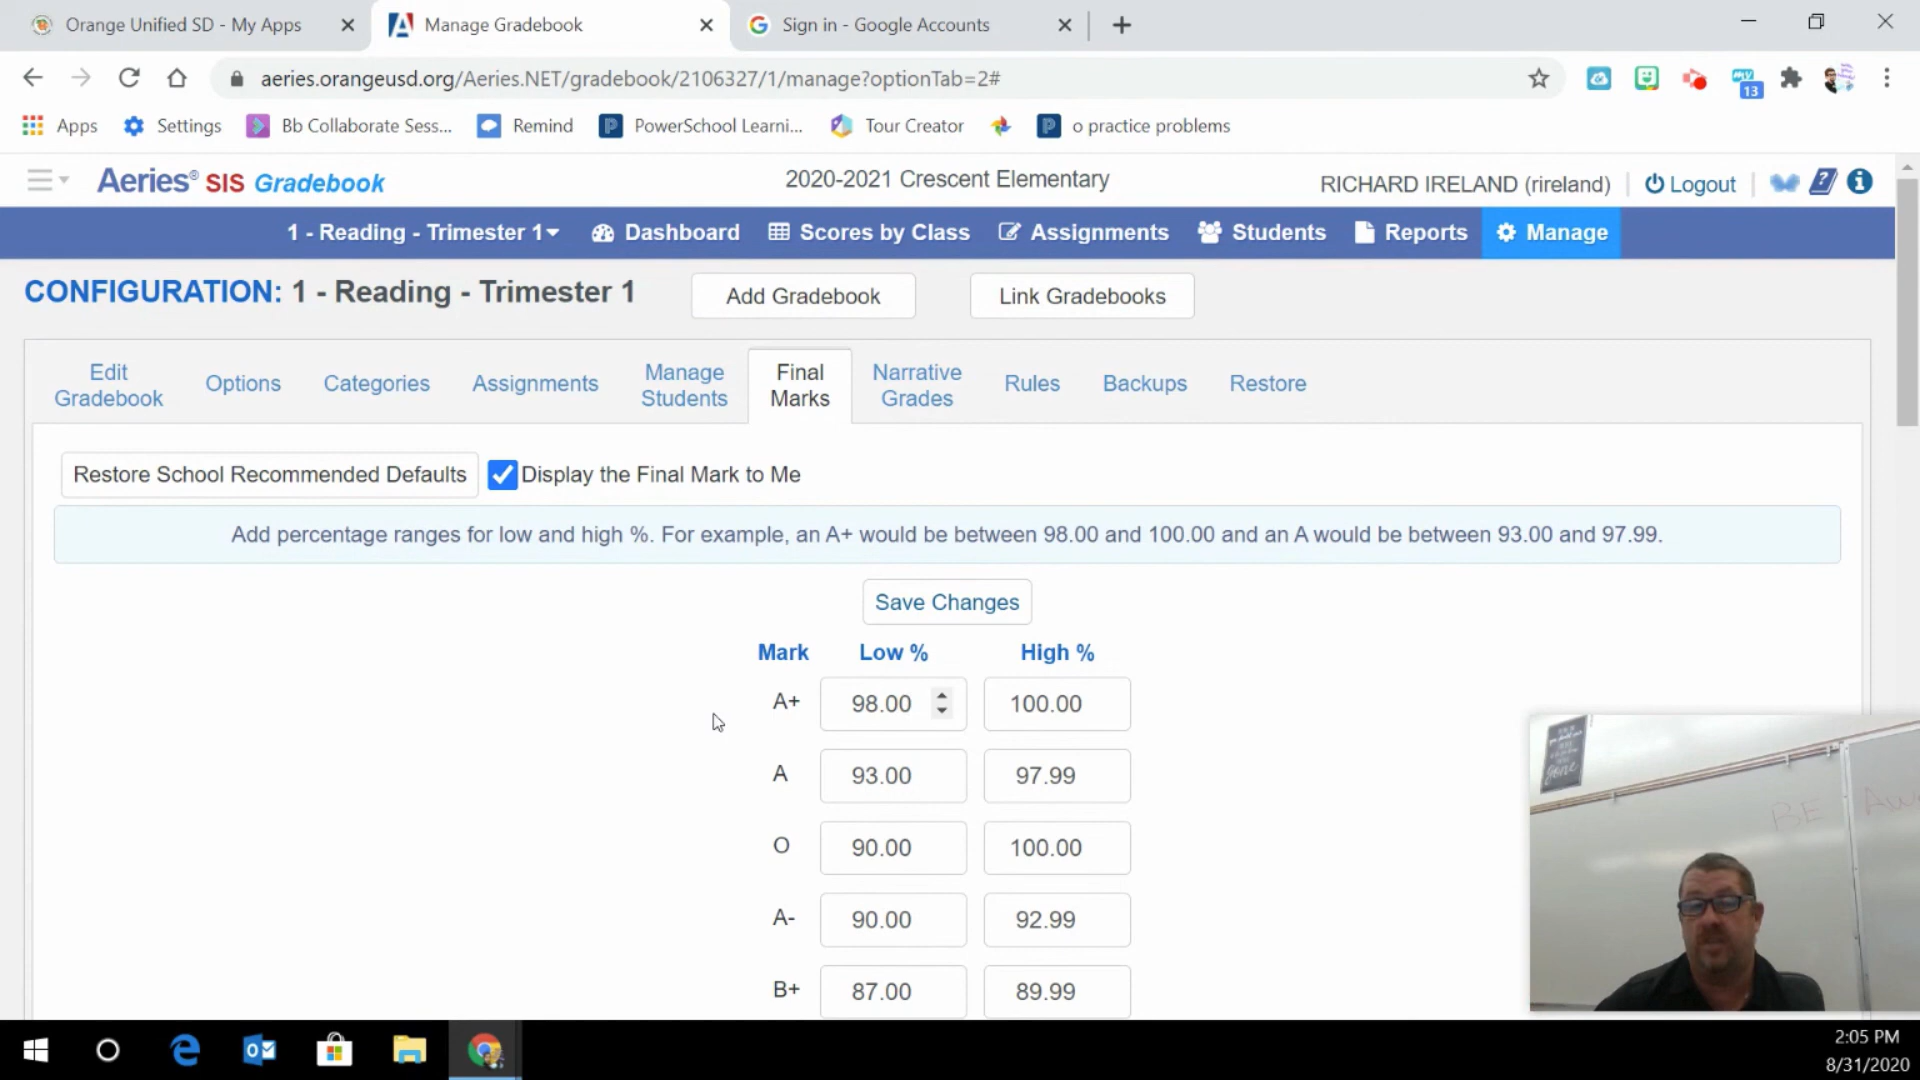 Orange Unified SD - My Apps
Manage Gradebook
Sign in - Google Accounts
aeries.orangeusd.org/Aeries.NET/gradebook/2106327/1/manage?optionTab=2#
13
Apps
Settings
Bb Collaborate Sess...
Remind
PowerSchool Learni...
Tour Creator
o practice problems
Aeries® SIS Gradebook
2020-2021 Crescent Elementary
RICHARD IRELAND (rireland)
Logout
1 - Reading - Trimester 1
Dashboard
Scores by Class
Assignments
Students
Reports
Manage
CONFIGURATION: 1 - Reading - Trimester 1
Add Gradebook
Link Gradebooks
Edit
Gradebook
Options
Categories
Assignments
Manage
Students
Final
Marks
Narrative
Grades
Rules
Backups
Restore
Restore School Recommended Defaults
Display the Final Mark to Me
Add percentage ranges for low and high %. For example, an A+ would be between 98.00 and 100.00 and an A would be between 93.00 and 97.99.
Save Changes
Mark Low % High %
A+ 98.00 100.00
A 93.00 97.99
O 90.00 100.00
A- 90.00 92.99
B+ 87.00 89.99
gone
BE
2:05 PM
8/31/2020